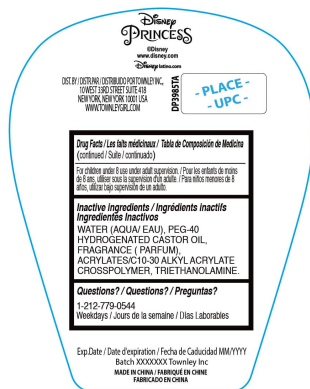 Disney
PRINCESS
©Disney
www.disney.com
Disneylatino.com
DIST. BY / DISTR.PAR / DISTRIBUIDO POR TOWNLEY INC.,
10 WEST 33RD STREET SUITE 418
NEW YORK, NEW YORK 10001 USA
WWW.TOWNLEYGIRL.COM
DP3985TA
- PLACE -
- UPC -
Drug Facts / Les faits médicinaux / Tabla de Composición de Medicina
(continued / Suite / continuado)
For children under 8 use under adult supervision. / Pour les enfants de moins
de 8 ans, utiliser sous la supervision d'un adulte. / Para niños menores de 8
años, utilizar bajo supervisión de un adulto.
Inactive ingredients / Ingrédients inactifs
Ingredientes Inactivos
WATER (AQUA/ EAU), PEG-40
HYDROGENATED CASTOR OIL,
FRAGRANCE ( PARFUM),
ACRYLATES/C10-30 ALKYL ACRYLATE
CROSSPOLYMER, TRIETHANOLAMINE.
Questions? / Questions? / Preguntas?
1-212-779-0544
Weekdays / Jours de la semaine / Días Laborables
Exp.Date / Date d'expiration / Fecha de Caducidad MM/YYYY
Batch XXXXXXX Townley Inc
MADE IN CHINA / FABRIQUÉ EN CHINE
FABRICADO EN CHINA